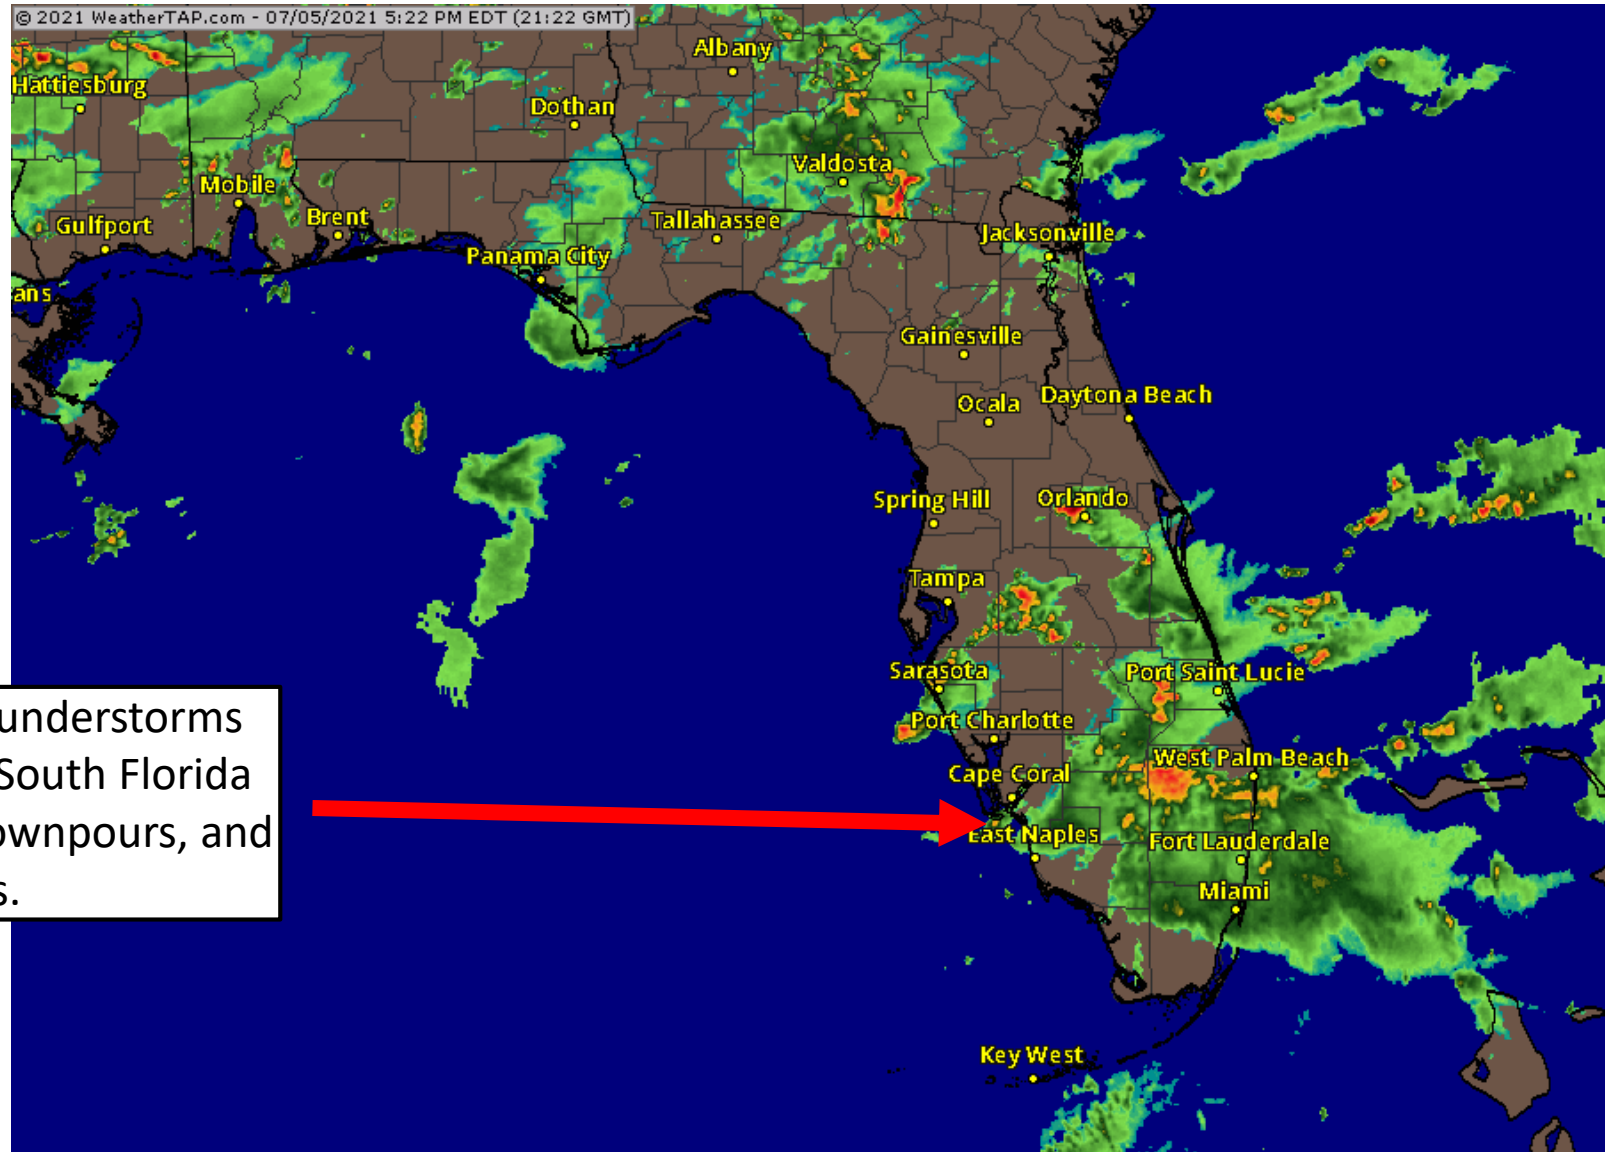 © 2021 WeatherTAP.com - 07/05/2021 5:22 PM EDT (21:22 GMT)
Albany
Hattiesburg
Dothan
Valdosta
Mobile
Brent
Tallahassee
Gulfport
Jacksonville
Panama City
ans
Gainesville
Ocala
Daytona Beach
Spring Hill
Orlando
Tampa
Sarasota
Port Saint Lucie
understorms
South Florida
ownpours, and
s.
Port Charlotte
West Palm Beach
Cape Coral
East Naples
Fort Lauderdale
Miami
Key West